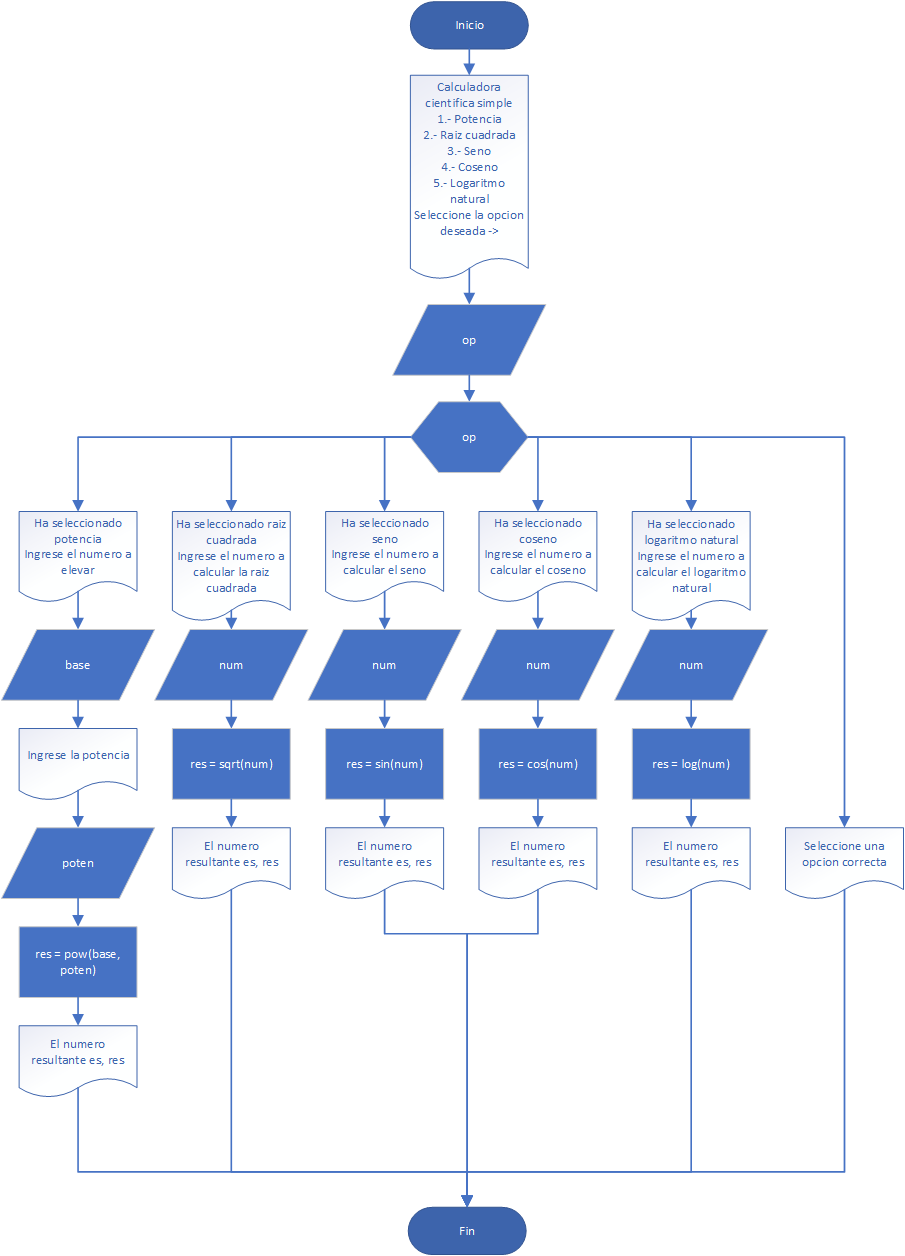 Inicio
Calculadora
cientifica simple
1.- Potencia
2.- Raiz cuadrada
3.- Seno
4.- Coseno
5.- Logaritmo
natural
Seleccione la opcion
deseada ->
op
op
Ha seleccionado
potencia
Ingrese el numero a
elevar
Ha seleccionado raiz
cuadrada
Ingrese el numero a
calcular la raiz
cuadrada
Ha seleccionado
seno
Ingrese el numero a
calcular el seno
Ha seleccionado
coseno
Ingrese el numero a
calcular el coseno
Ha seleccionado
logaritmo natural
Ingrese el numero a
calcular el logaritmo
natural
base
num
num
num
num
Ingrese la potencia
res = sqrt(num)
res = sin(num)
res = cos(num)
res = log(num)
poten
El numero
resultante es, res
El numero
resultante es, res
El numero
resultante es, res
El numero
resultante es, res
Seleccione una
opcion correcta
res = pow(base,
poten)
El numero
resultante es, res
Fin